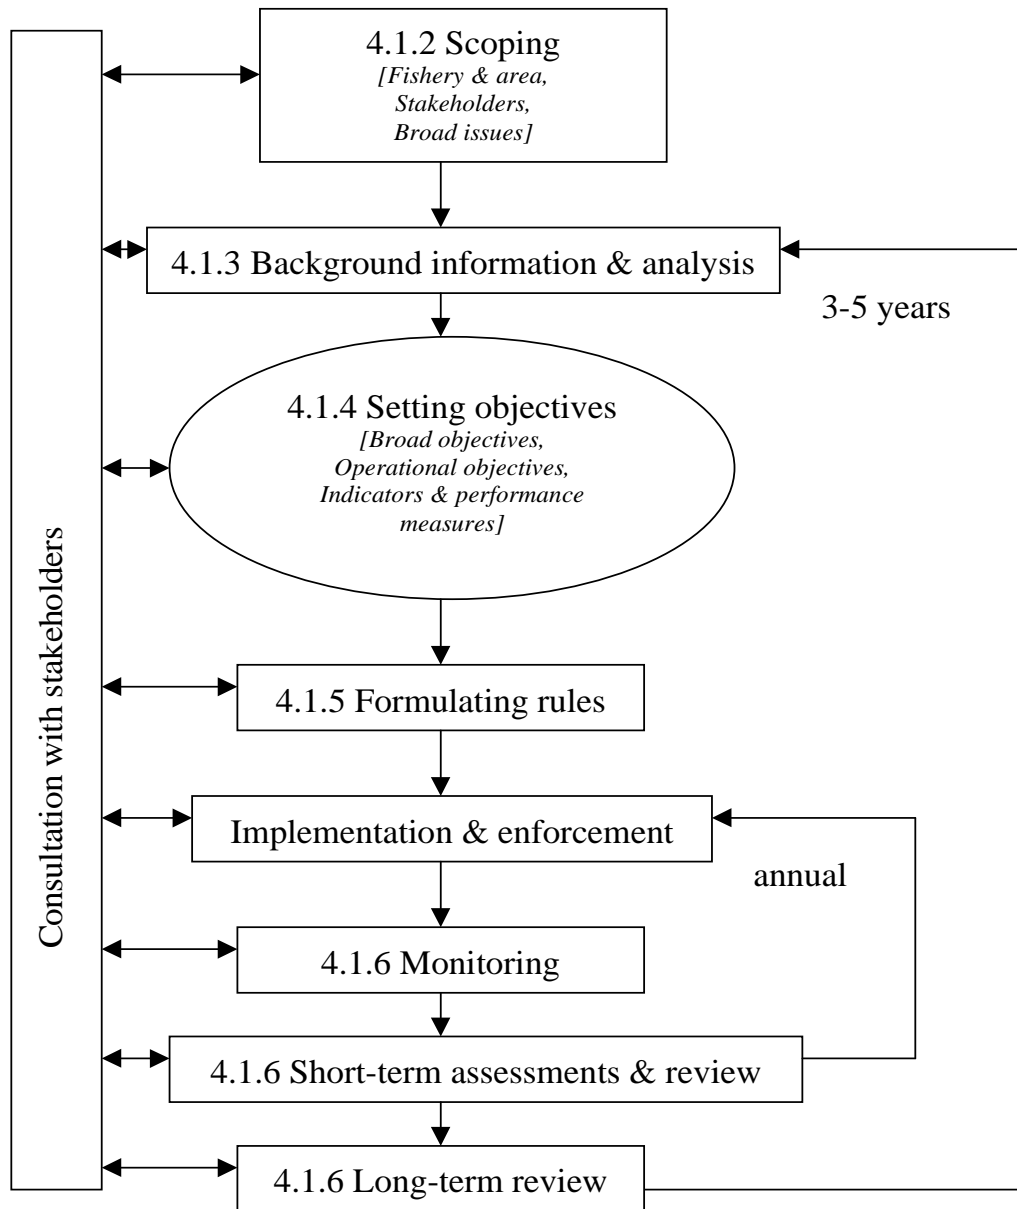 4.1.2 Scoping
[Fishery & area,
Stakeholders,
Broad issues]
4.1.3 Background information & analysis
3-5 years
4.1.4 Setting objectives
[Broad objectives,
Operational objectives,
Indicators & performance
measures]
Consultation with stakeholders
4.1.5 Formulating rules
Implementation & enforcement
annual
4.1.6 Monitoring
4.1.6 Short-term assessments & review
4.1.6 Long-term review